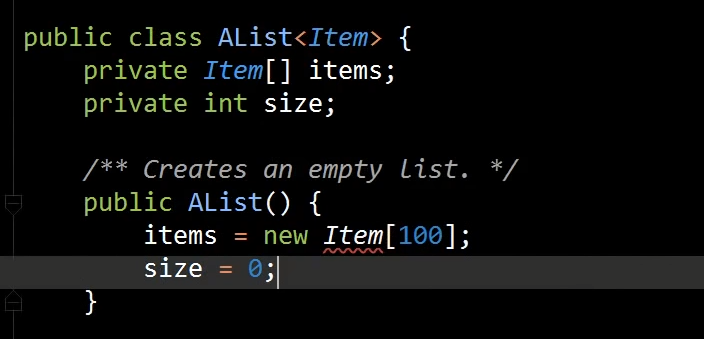 public class AList<Item> {
    private Item[] items;
    private int size;

    /** Creates an empty list. */
    public AList() {
        items = new Item[100];
        size = 0;
    }